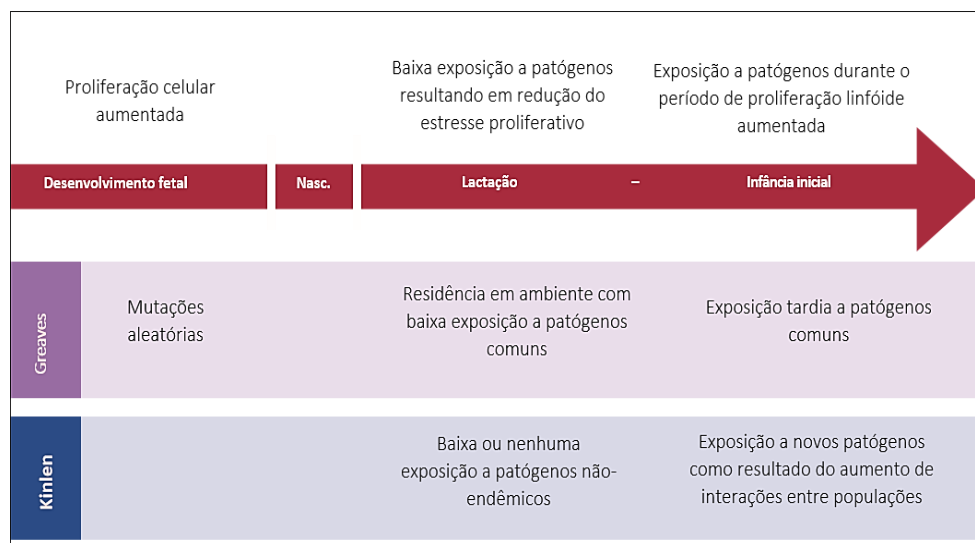 Proliferação celular
aumentada
Baixa exposição a patógenos
resultando em redução do
estresse proliferativo
Exposição a patógenos durante o
período de proliferação linfóide
aumentada
Desenvolvimento fetal
Nasc.
Lactação
–
Infância inicial
Greaves
Mutações
aleatórias
Residência em ambiente com
baixa exposição a patógenos
comuns
Exposição tardia a patógenos
comuns
Kinlen
Baixa ou nenhuma
exposição a patógenos não-
endêmicos
Exposição a novos patógenos
como resultado do aumento de
interações entre populações